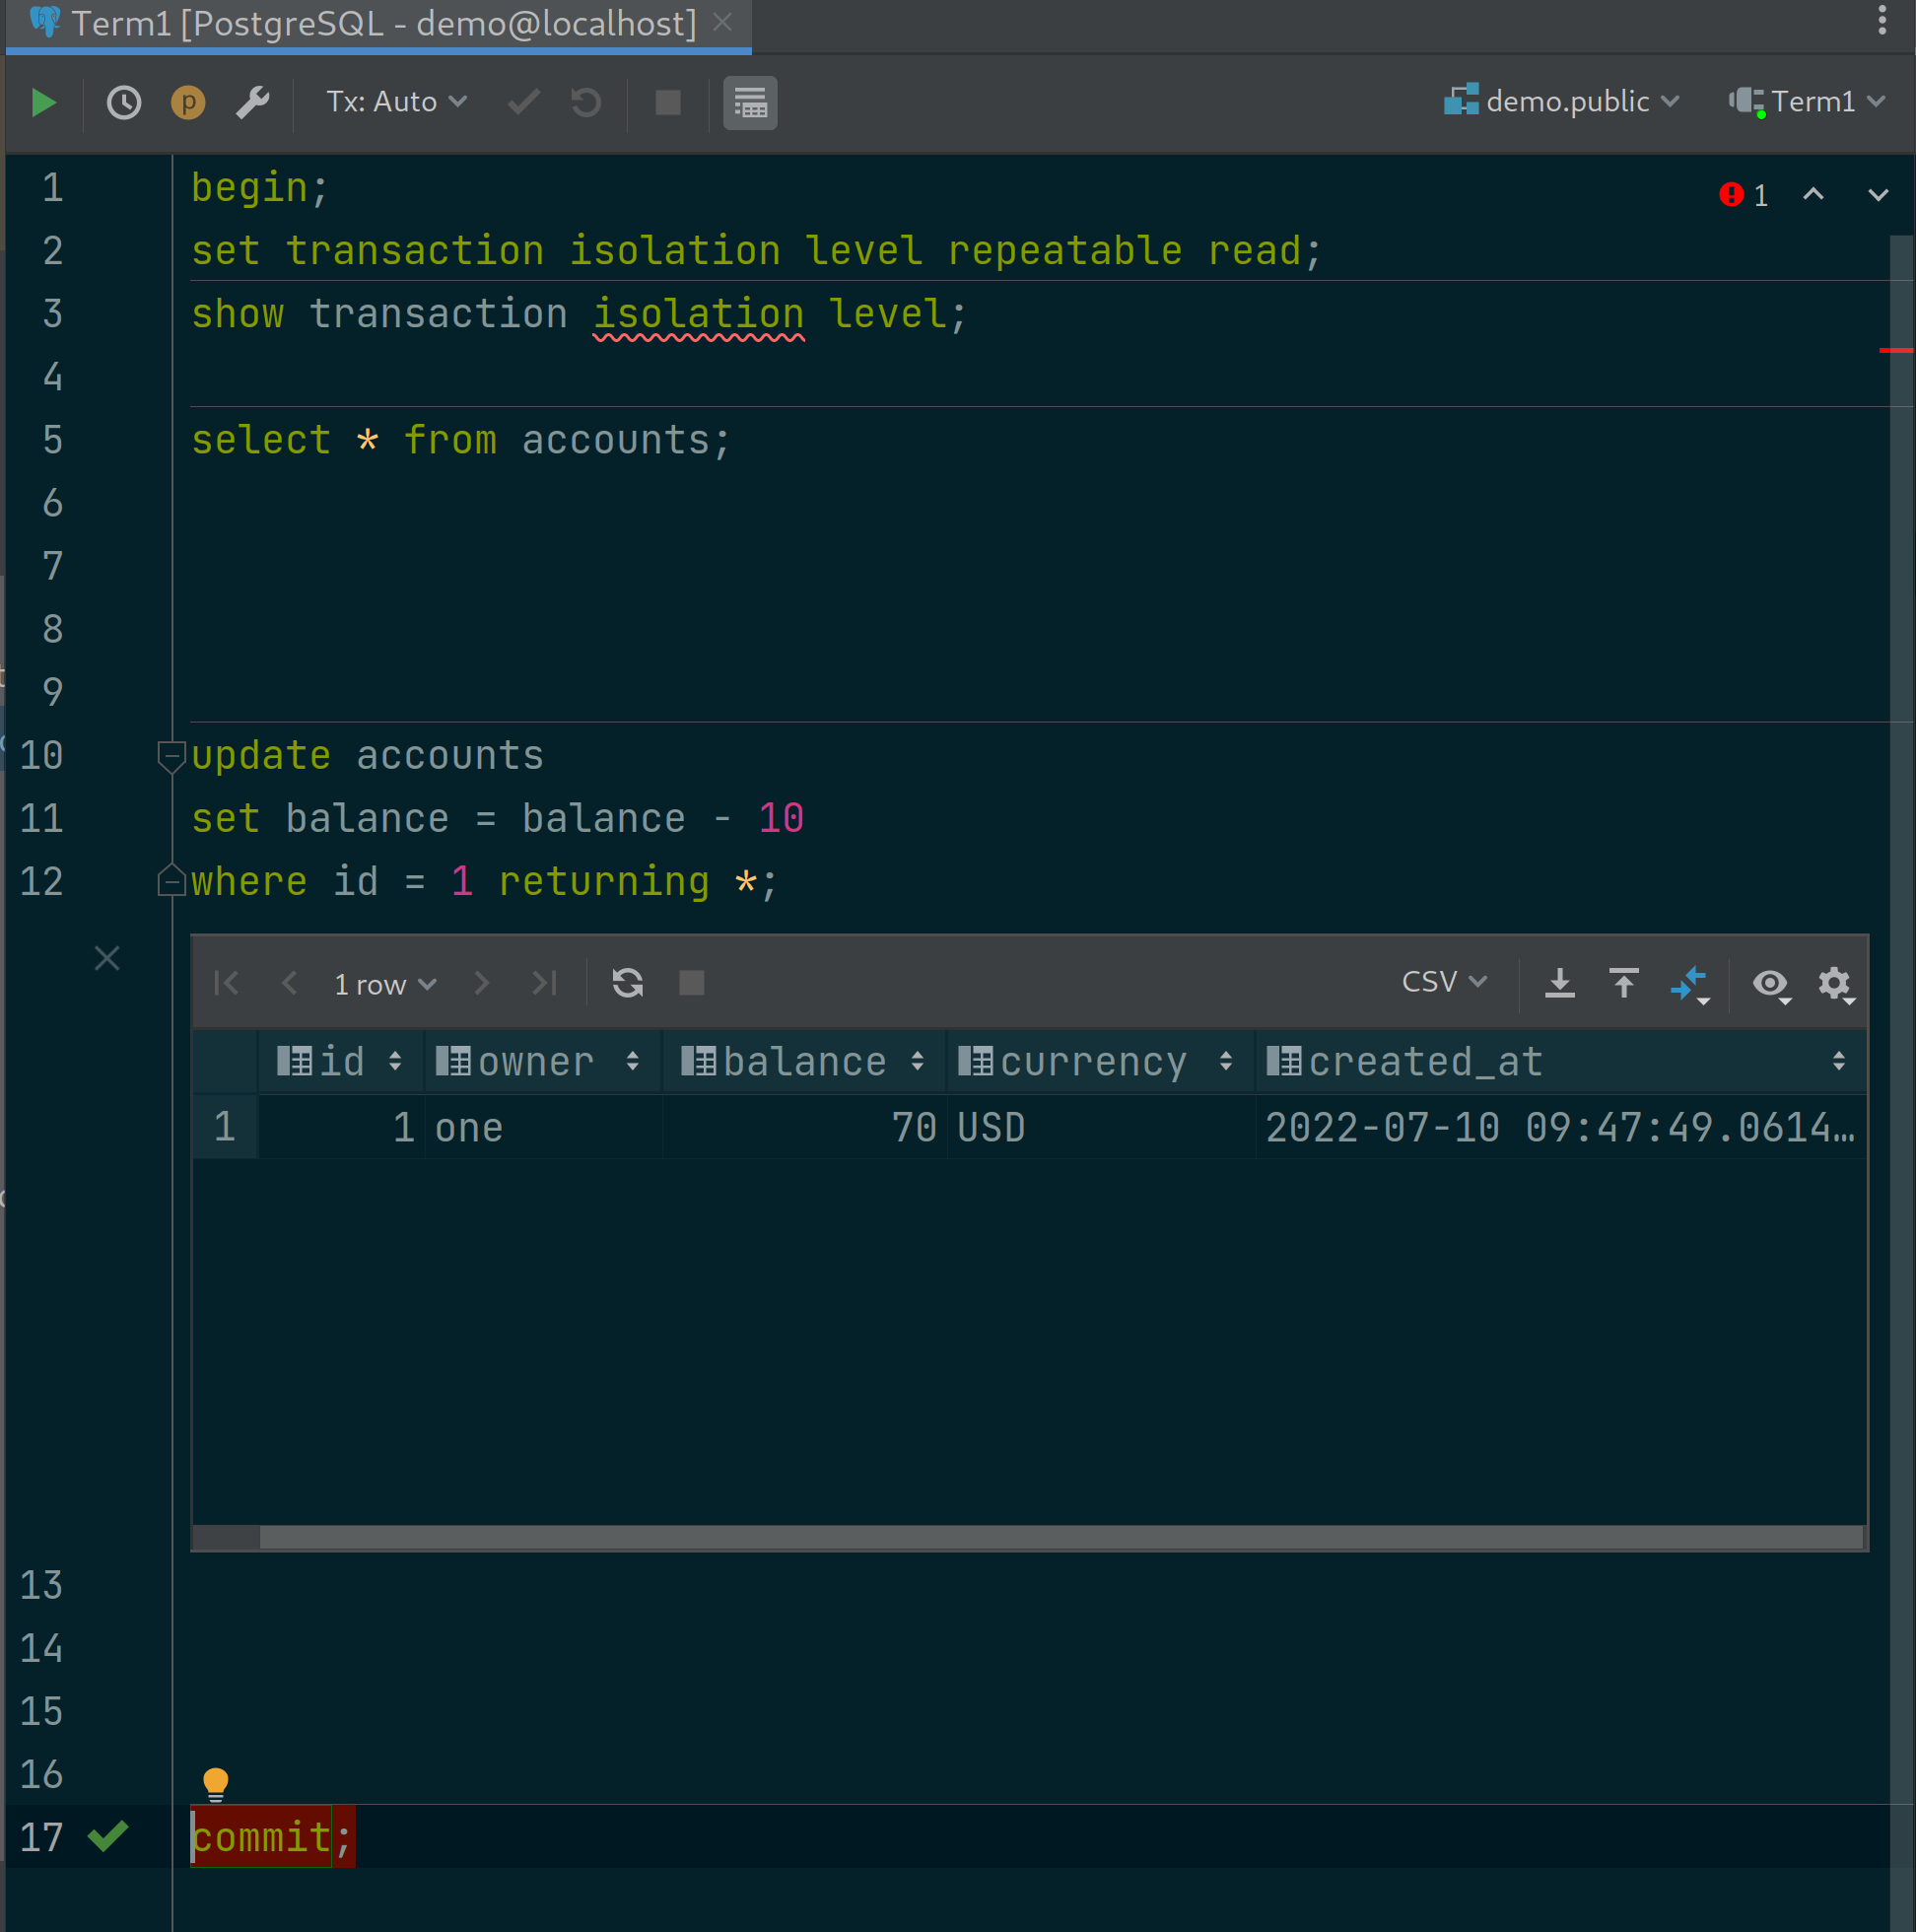 Term1 [PostgreSQL - demo@localhost]
Tx: Auto demo.public Term1
1 begin; 1
2 set transaction isolation level repeatable read;
3 show transaction isolation level;
4
5 select * from accounts;
6
7
8
9
10 update accounts
11 set balance = balance - 10
12 where id = 1 returning *;
1 row CSV
id owner balance currency created_at
1 1 one 70 USD 2022-07-10 09:47:49.0614…
13
14
15
16
17 commit;